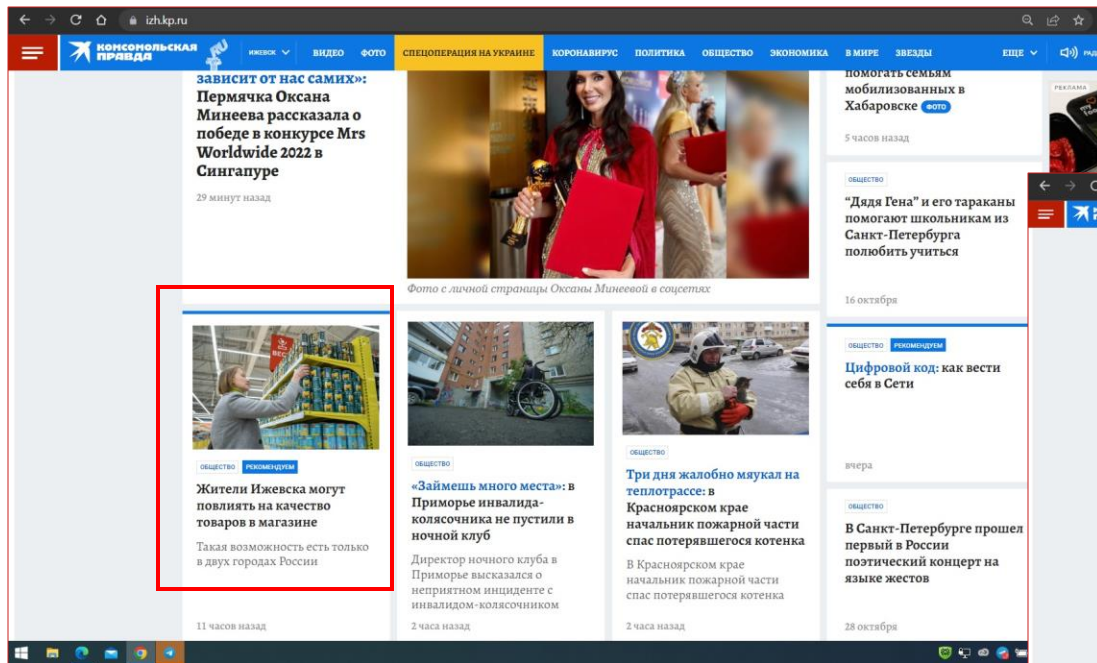 izh.kp.ru
КОМСОМОЛЬСКАЯ
ПРАВДА
RU
ИЖЕВСК
ВИДЕО
ФОТО
СПЕЦОПЕРАЦИЯ НА УКРАИНЕ
КОРОНАВИРУС
ПОЛИТИКА
ОБЩЕСТВО
ЭКОНОМИКА
В МИРЕ
ЗВЕЗДЫ
ЕЩЕ
зависит от нас самих»:
Пермячка Оксана
Минеева рассказала о
победе в конкурсе Mrs
Worldwide 2022 в
Сингапуре
29 минут назад
Фото с личной страницы Оксаны Минеевой в соцсетях
ОБЩЕСТВО РЕКОМЕНДУЕМ
Жители Ижевска могут
повлиять на качество
товаров в магазине
Такая возможность есть только
в двух городах России
11 часов назад
ОБЩЕСТВО
«Займешь много места»: в
Приморье инвалида-
колясочника не пустили в
ночной клуб
Директор ночного клуба в
Приморье высказался о
неприятном инциденте с
инвалидом-колясочником
2 часа назад
ОБЩЕСТВО
Три дня жалобно мяукал на
теплотрассе: в
Красноярском крае
начальник пожарной части
спас потерявшегося котенка
В Красноярском крае
начальник пожарной части
спас потерявшегося котенка
2 часа назад
помогать семьям
мобилизованных в
Хабаровске ФОТО
5 часов назад
ОБЩЕСТВО
"Дядя Гена" и его тараканы
помогают школьникам из
Санкт-Петербурга
полюбить учиться
16 октября
ОБЩЕСТВО РЕКОМЕНДУЕМ
Цифровой код: как вести
себя в Сети
вчера
ОБЩЕСТВО
В Санкт-Петербурге прошел
первый в России
поэтический концерт на
языке жестов
28 октября
РЕКЛАМА